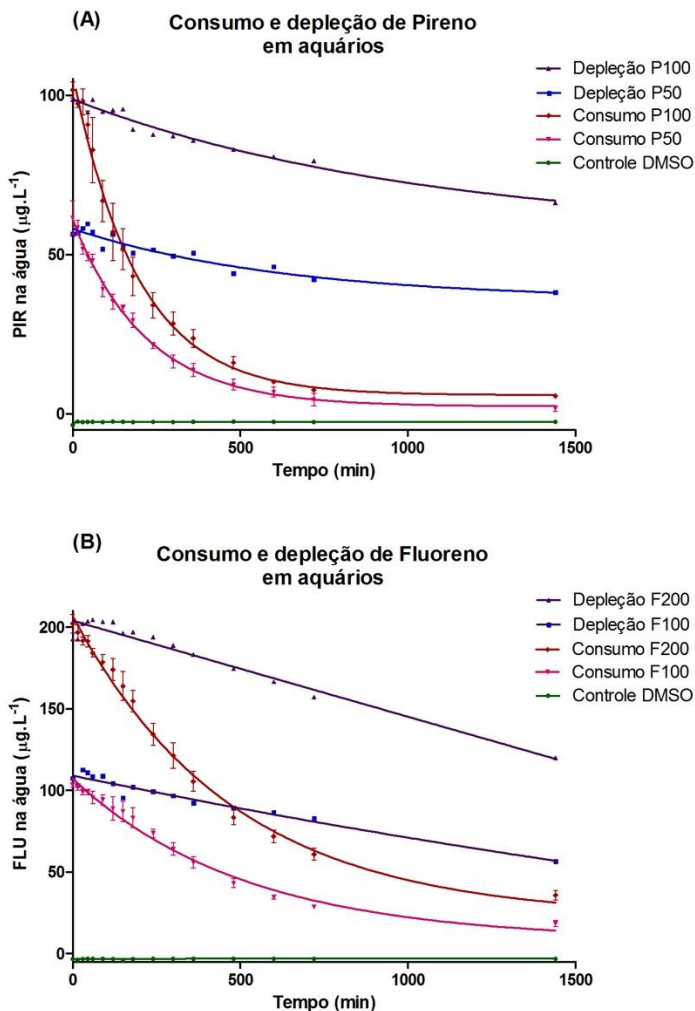 (A)
Consumo e depleção de Pireno
em aquários
Depleção P100
Depleção P50
Consumo P100
Consumo P50
Controle DMSO
PIR na água (µg.L⁻¹)
100
50
0
0
500
1000
1500
Tempo (min)
(B)
Consumo e depleção de Fluoreno
em aquários
Depleção F200
Depleção F100
Consumo F200
Consumo F100
Controle DMSO
FLU na água (µg.L⁻¹)
200
150
100
50
0
0
500
1000
1500
Tempo (min)